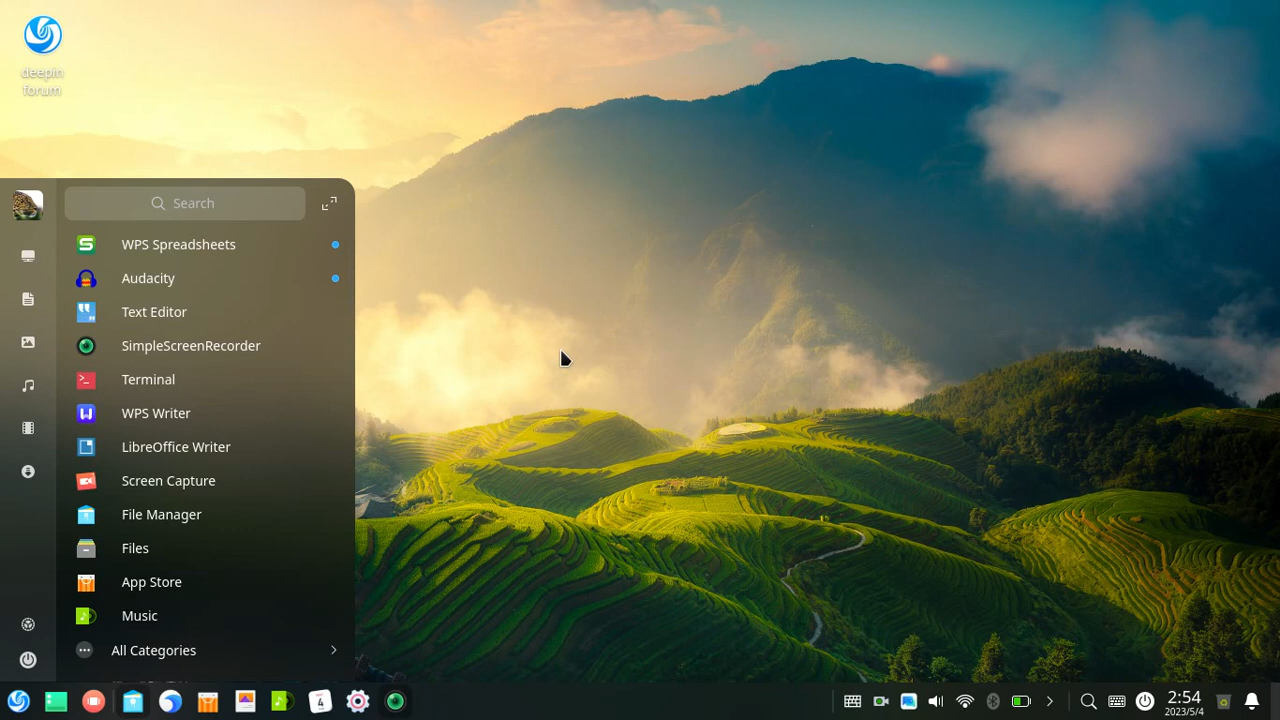 deepin
forum
Search
WPS Spreadsheets
Audacity
Text Editor
SimpleScreenRecorder
Terminal
WPS Writer
LibreOffice Writer
Screen Capture
File Manager
Files
App Store
Music
All Categories
4
2:54
2023/5/4